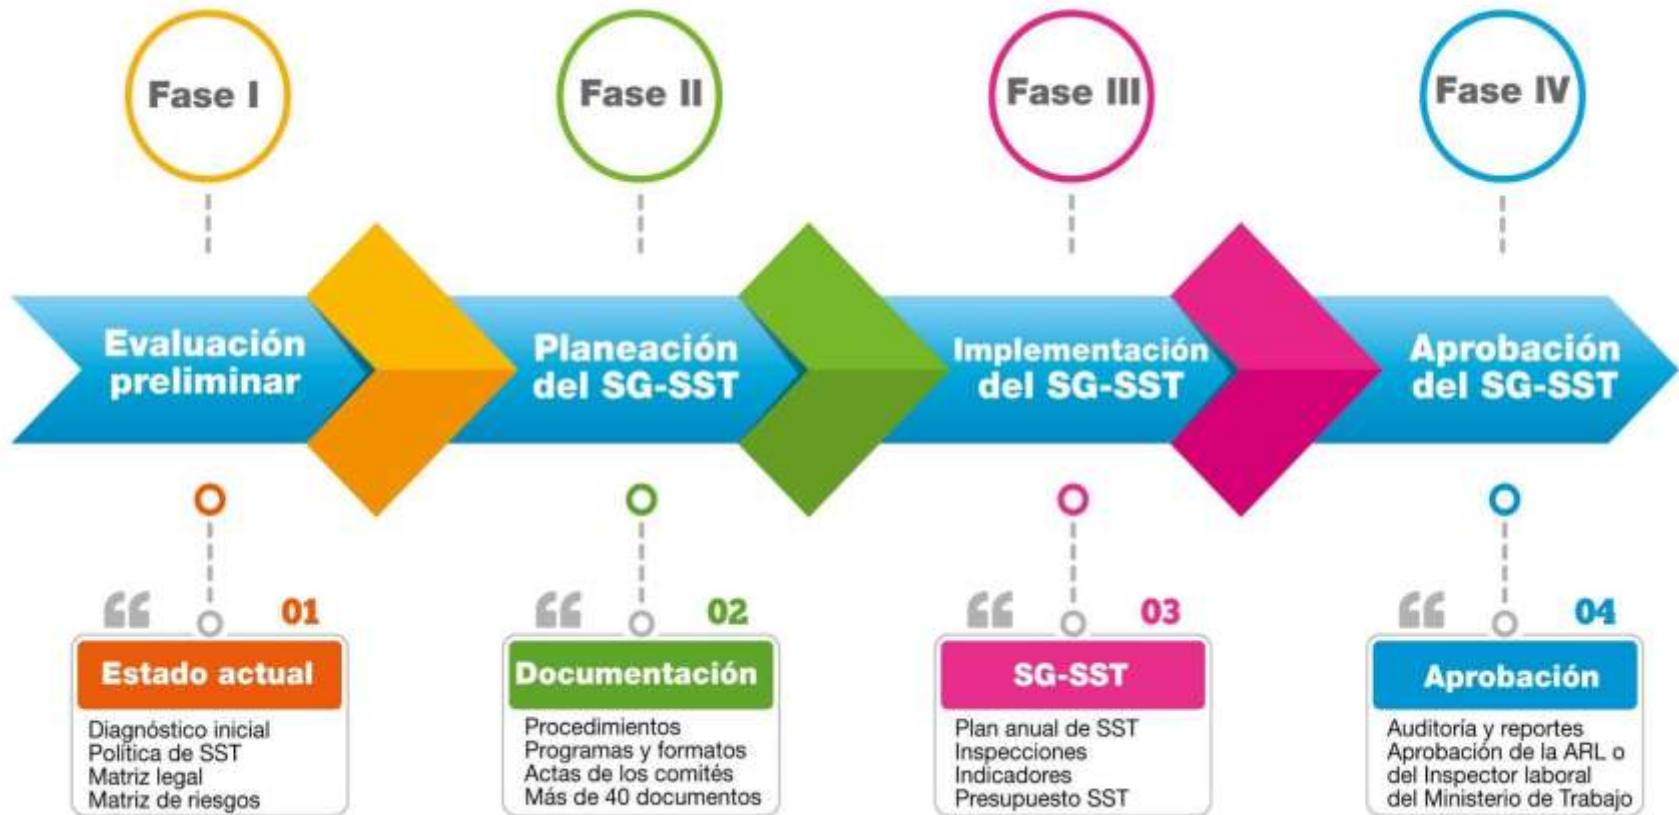 Fase I
Fase II
Fase III
Fase IV
Evaluación
preliminar
Planeación
del SG-SST
Implementación
del SG-SST
Aprobación
del SG-SST
01
Estado actual
Diagnóstico inicial
Política de SST
Matriz legal
Matriz de riesgos
02
Documentación
Procedimientos
Programas y formatos
Actas de los comités
Más de 40 documentos
03
SG-SST
Plan anual de SST
Inspecciones
Indicadores
Presupuesto SST
04
Aprobación
Auditoría y reportes
Aprobación de la ARL o
del Inspector laboral
del Ministerio de Trabajo